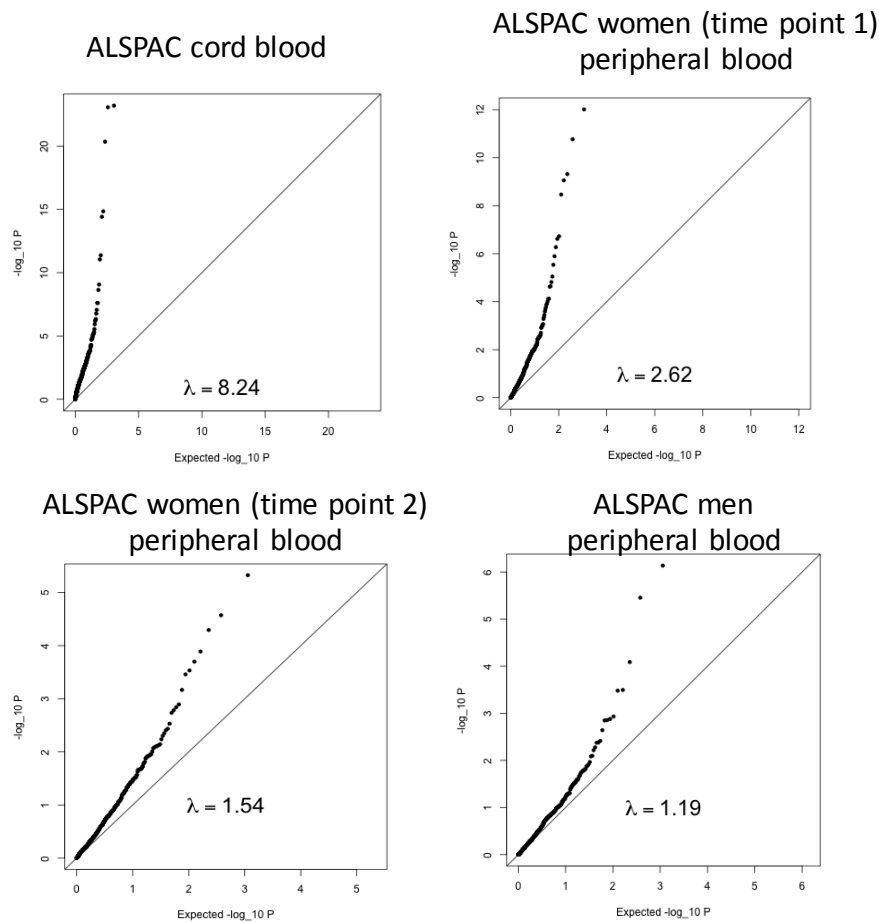 ALSPAC cord blood
ALSPAC women (time point 1)
peripheral blood
-log_10 P
0
5
10
15
20
λ = 8.24
0
5
10
15
20
Expected -log_10 P
-log_10 P
0
2
4
6
8
10
12
λ = 2.62
0
2
4
6
8
10
12
Expected -log_10 P
ALSPAC women (time point 2)
peripheral blood
ALSPAC men
peripheral blood
-log_10 P
0
1
2
3
4
5
λ = 1.54
0
1
2
3
4
5
Expected -log_10 P
-log_10 P
0
1
2
3
4
5
6
λ = 1.19
0
1
2
3
4
5
6
Expected -log_10 P